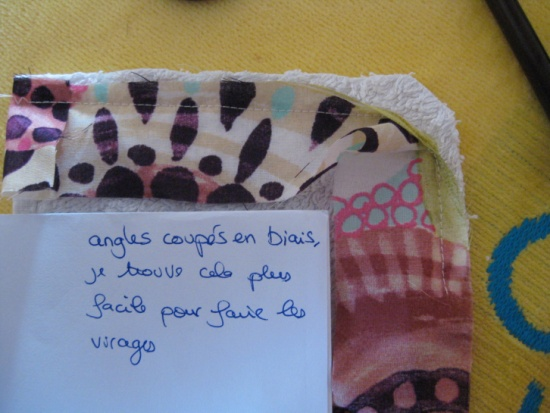 angles coupés en biais,
je trouve cela plus
facile pour faire les
virages